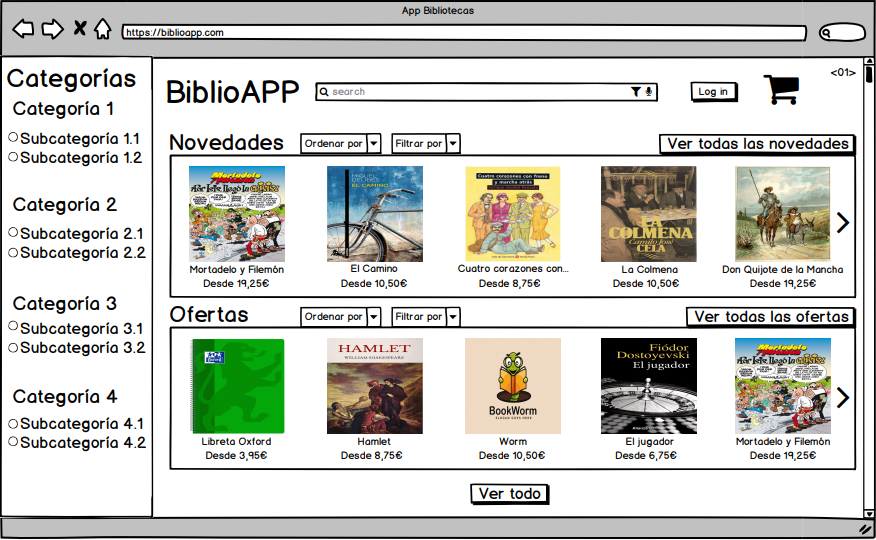 App Bibliotecas
https://biblioapp.com
Categorías
Categoría 1
Subcategoría 1.1
Subcategoría 1.2
Categoría 2
Subcategoría 2.1
Subcategoría 2.2
Categoría 3
Subcategoría 3.1
Subcategoría 3.2
Categoría 4
Subcategoría 4.1
Subcategoría 4.2
BiblioAPP
search
Log in
<01>
Novedades
Ordenar por
Filtrar por
Ver todas las novedades
Mortadelo y Filemón
MIGUEL DELIBES
EL CAMINO
Cuatro corazones con freno
y marcha atrás
LA
COLMENA
Camilo José
CELA
Mortadelo y Filemón
Desde 19,25€
El Camino
Desde 10,50€
Cuatro corazones con...
Desde 8,75€
La Colmena
Desde 10,50€
Don Quijote de la Mancha
Desde 19,25€
Ofertas
Ordenar por
Filtrar por
Ver todas las ofertas
Oxford
HAMLET
WILLIAM SHAKESPEARE
BookWorm
SLOGAN GOES HERE
Fiódor
Dostoyevski
El jugador
Libreta Oxford
Desde 3,95€
Hamlet
Desde 8,75€
Worm
Desde 10,50€
El jugador
Desde 6,75€
Mortadelo y Filemón
Desde 19,25€
Ver todo